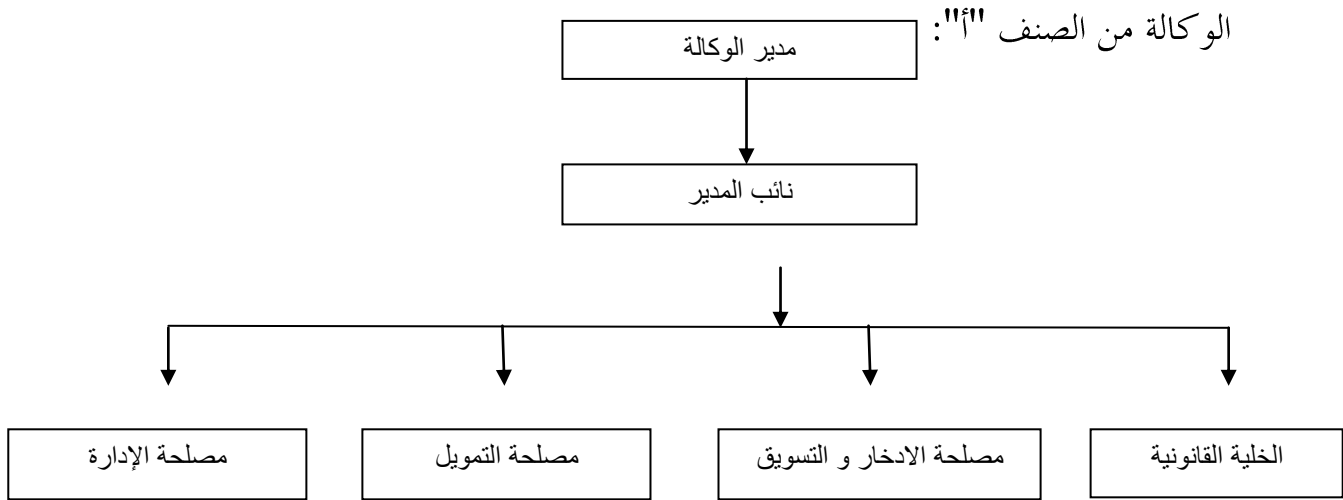 الوكالة من الصنف "أ":
مدير الوكالة
نائب المدير
الخلية القانونية
مصلحة الادخار و التسويق
مصلحة التمويل
مصلحة الإدارة